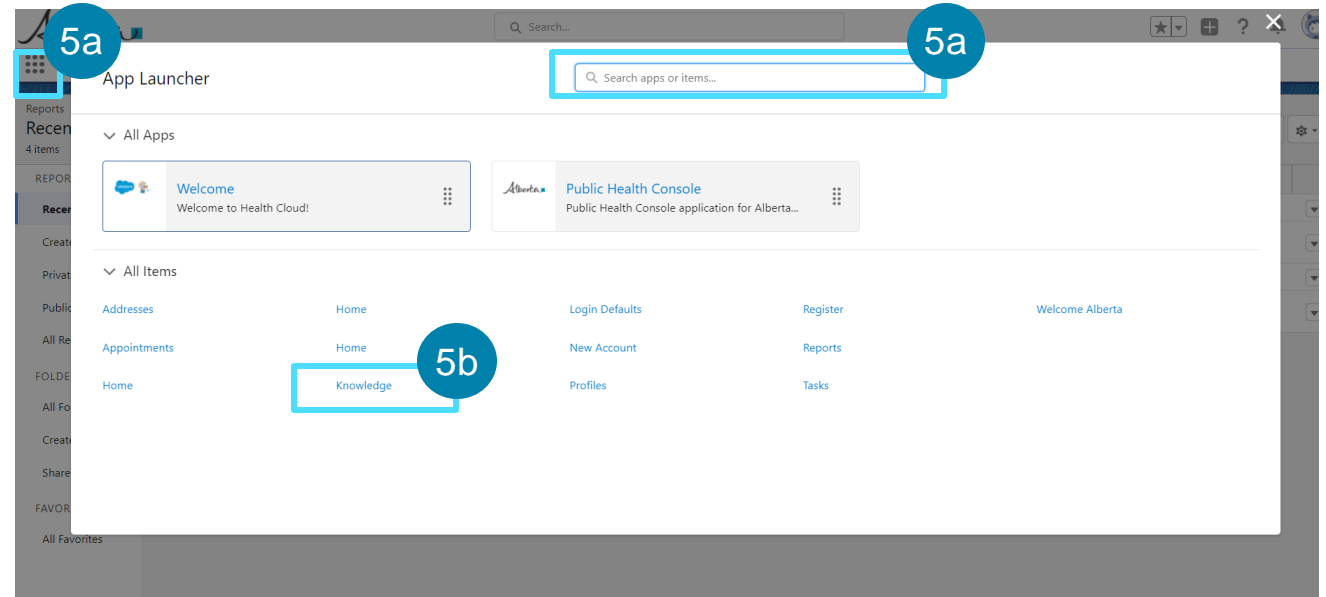 5a
5a
Search...
App Launcher
Search apps or items...
Reports
Recen
4 items
All Apps
Welcome
Welcome to Health Cloud!
Alberta
Public Health Console
Public Health Console application for Alberta...
REPOR
Recen
Create
Privat
Public
All Re
FOLDE
All Fo
Create
Share
FAVOR
All Favorites
All Items
Addresses
Home
Login Defaults
Register
Welcome Alberta
Appointments
Home
New Account
Reports
5b
Home
Knowledge
Profiles
Tasks